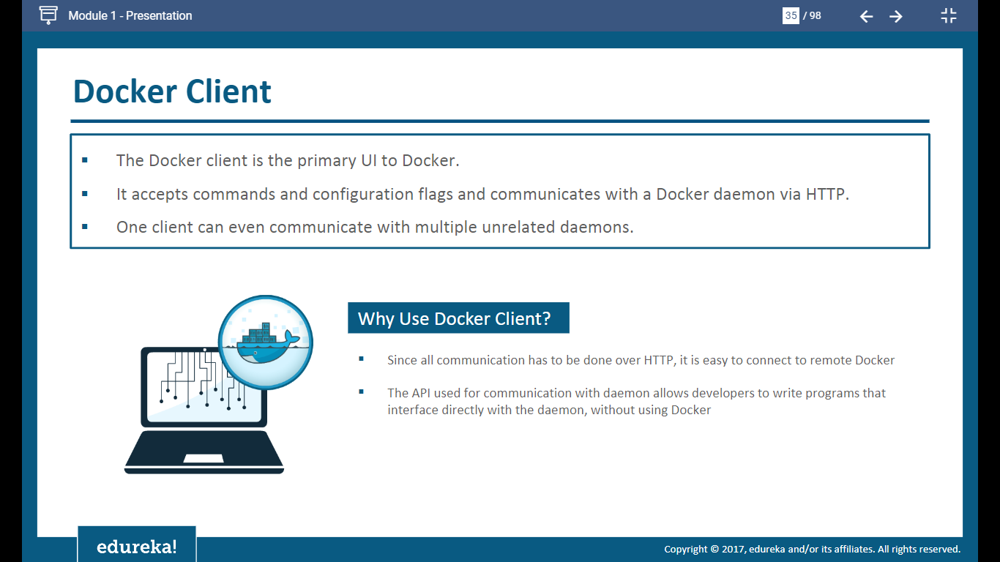 Module 1 - Presentation
35 / 98
Docker Client
▪ The Docker client is the primary UI to Docker.
▪ It accepts commands and configuration flags and communicates with a Docker daemon via HTTP.
▪ One client can even communicate with multiple unrelated daemons.
Why Use Docker Client?
▪ Since all communication has to be done over HTTP, it is easy to connect to remote Docker
▪ The API used for communication with daemon allows developers to write programs that
interface directly with the daemon, without using Docker
edureka!
Copyright © 2017, edureka and/or its affiliates. All rights reserved.